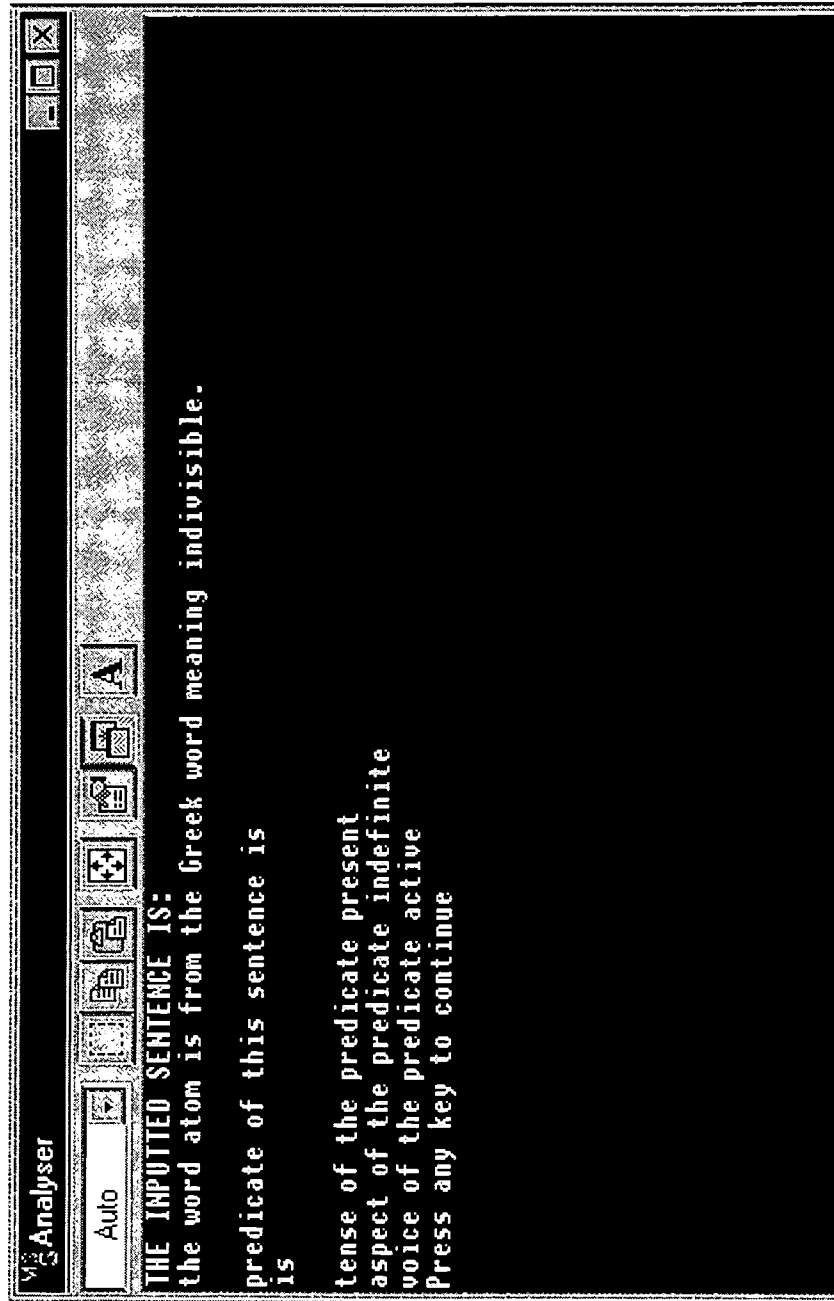 Analyser
Auto
A
THE INPUTTED SENTENCE IS:
the word atom is from the Greek word meaning indivisible.
predicate of this sentence is
is
tense of the predicate present
aspect of the predicate indefinite
voice of the predicate active
Press any key to continue